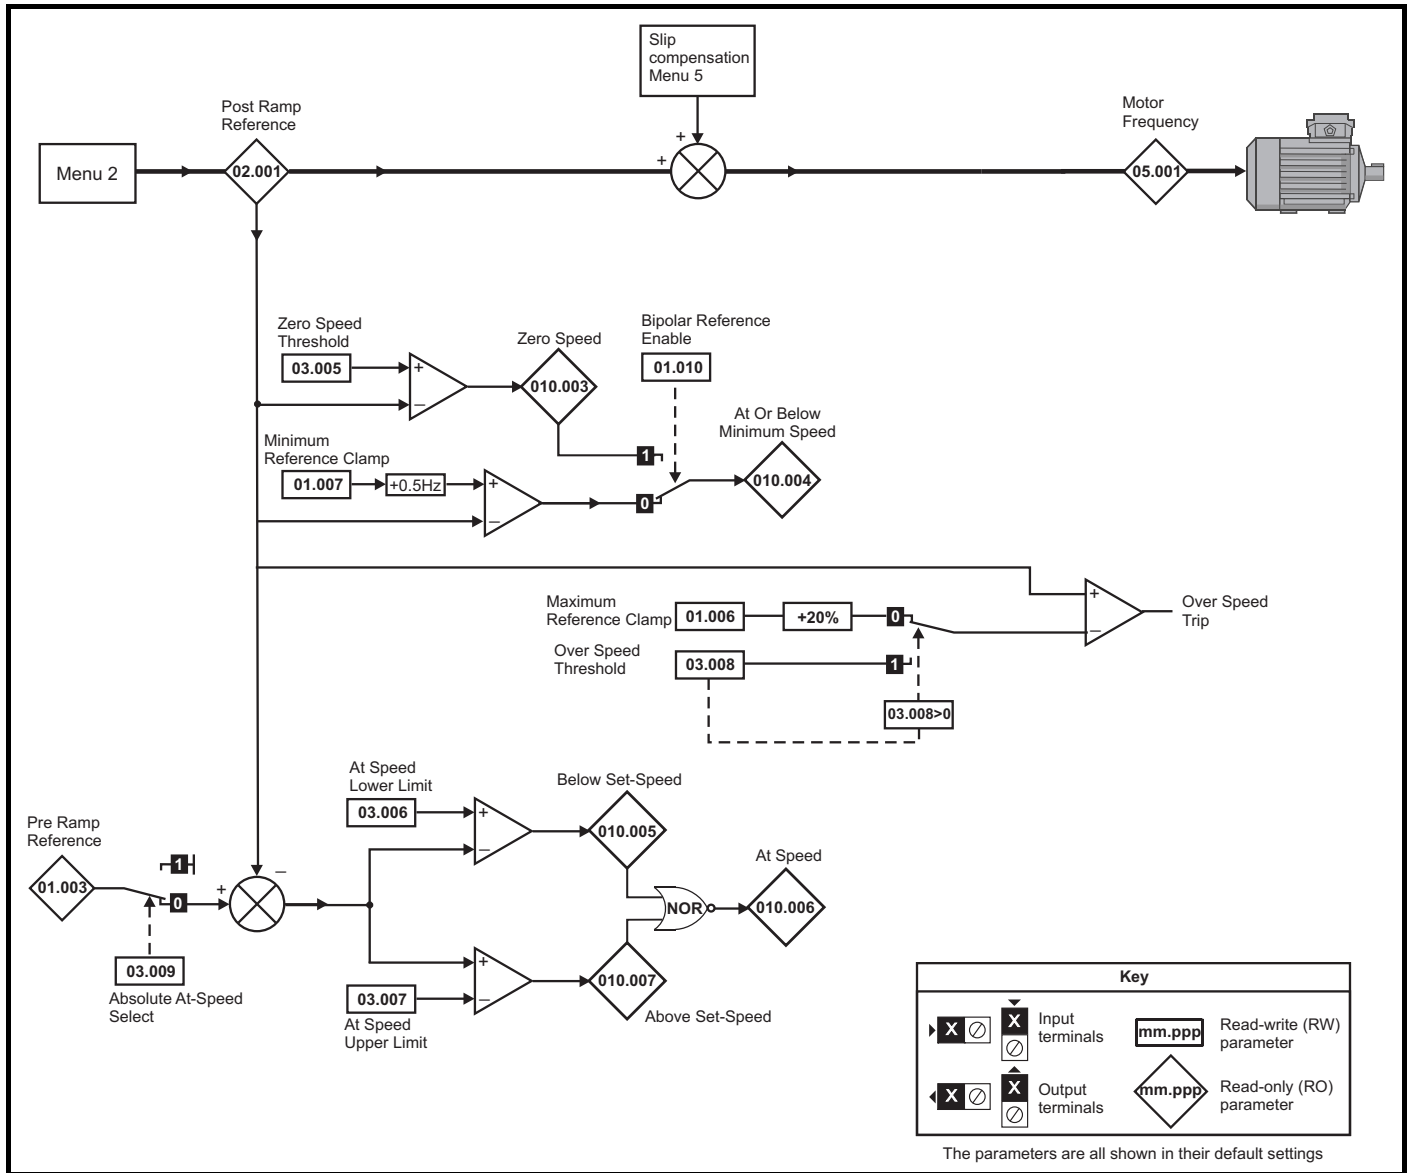 Slip
compensation
Menu 5
Post Ramp
Reference
Motor
Frequency
Menu 2
02.001
+
+
05.001
Zero Speed
Threshold
03.005
+
–
Zero Speed
010.003
Bipolar Reference
Enable
01.010
1
At Or Below
Minimum Speed
Minimum
Reference Clamp
01.007
+0.5Hz
+
–
0
010.004
Maximum
Reference Clamp
01.006
+20%
0
+
–
Over Speed
Trip
Over Speed
Threshold
03.008
1
03.008>0
At Speed
Lower Limit
03.006
+
–
Below Set-Speed
010.005
Pre Ramp
Reference
01.003
1
0
+
–
03.009
Absolute At-Speed
Select
NOR
At Speed
010.006
+
–
03.007
At Speed
Upper Limit
010.007
Above Set-Speed
Key
X
X
Input
terminals
mm.ppp
Read-write (RW)
parameter
X
X
Output
terminals
mm.ppp
Read-only (RO)
parameter
The parameters are all shown in their default settings